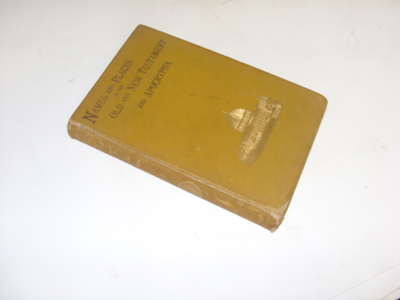 NAMES AND PLACES
IN THE
OLD AND NEW TESTAMENT
AND APOCRYPHA